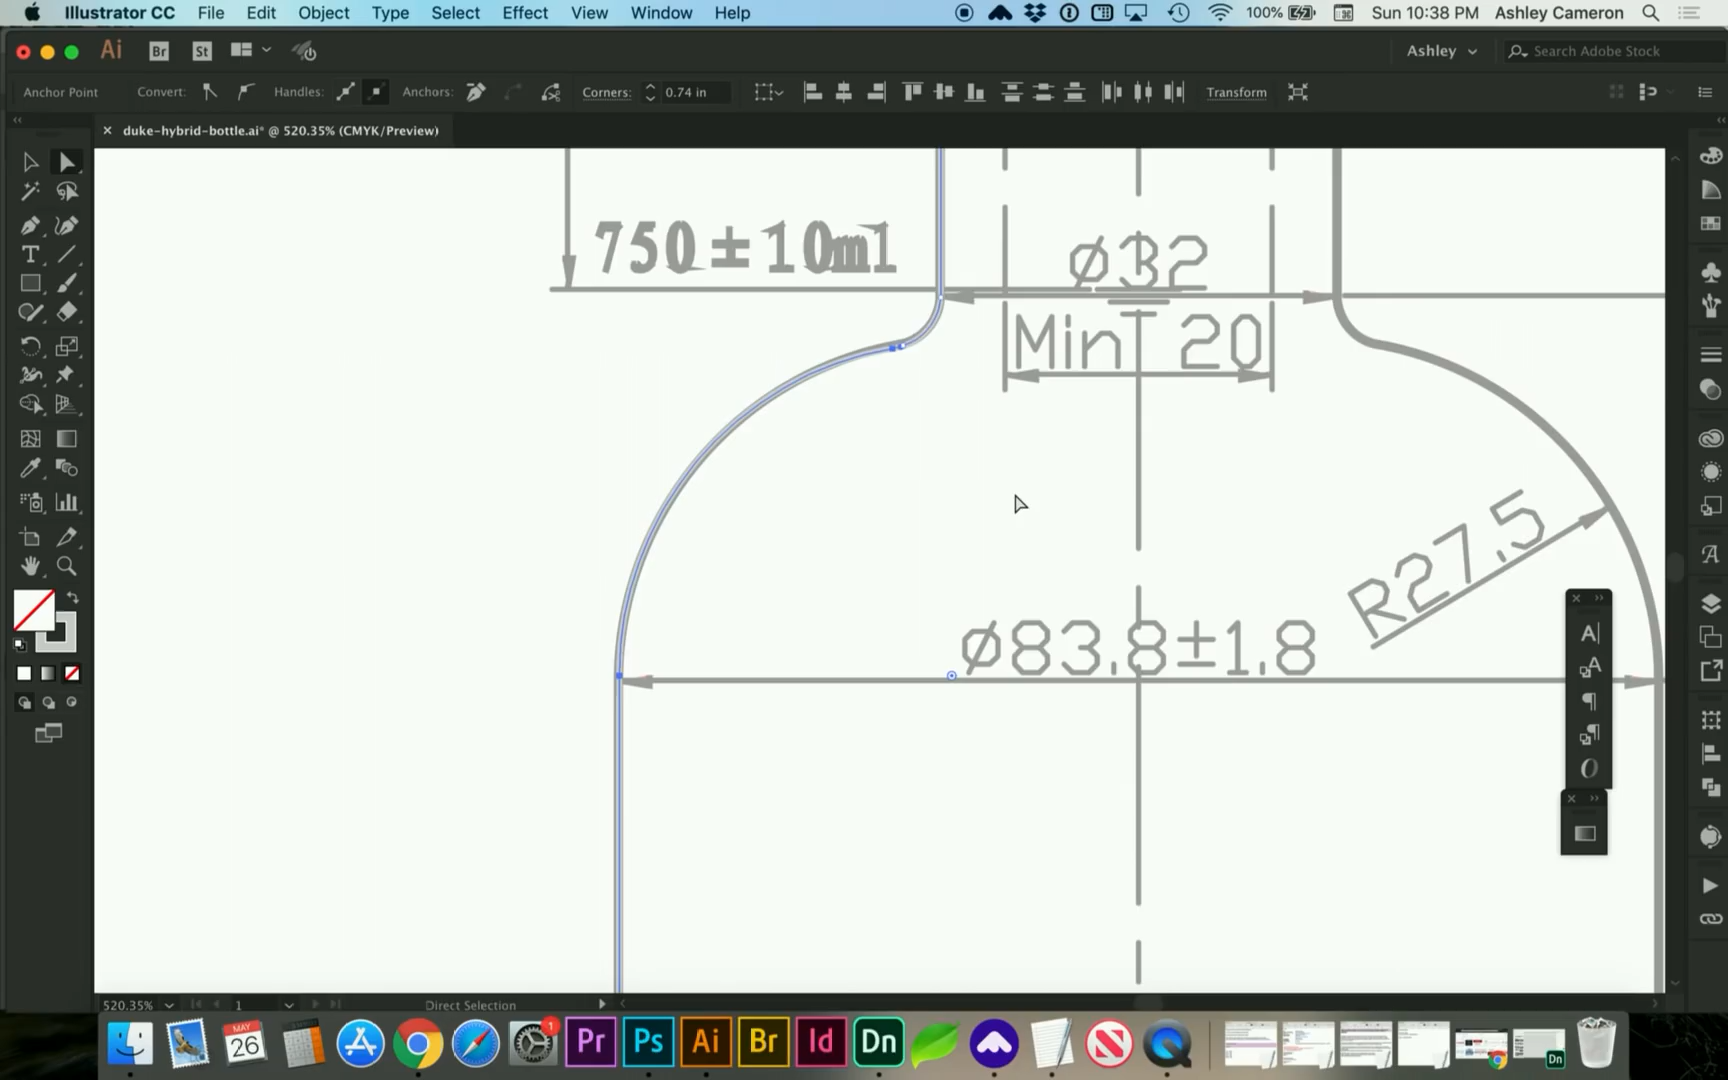 Illustrator CC File Edit Object Type Select Effect View Window Help 100% Sun 10:38 PM Ashley Cameron
Ai Br St Ashley Search Adobe Stock
Anchor Point Convert: Handles: Anchors: Corners: 0.74 in Transform
× duke-hybrid-bottle.ai* @ 520.35% (CMYK/Preview)
750±10ml
ø32
Min 20
R27.5
ø83.8±1.8
520.35% 1 Direct Selection
MAY
26
1
Pr Ps Ai Br Id Dn
Dn